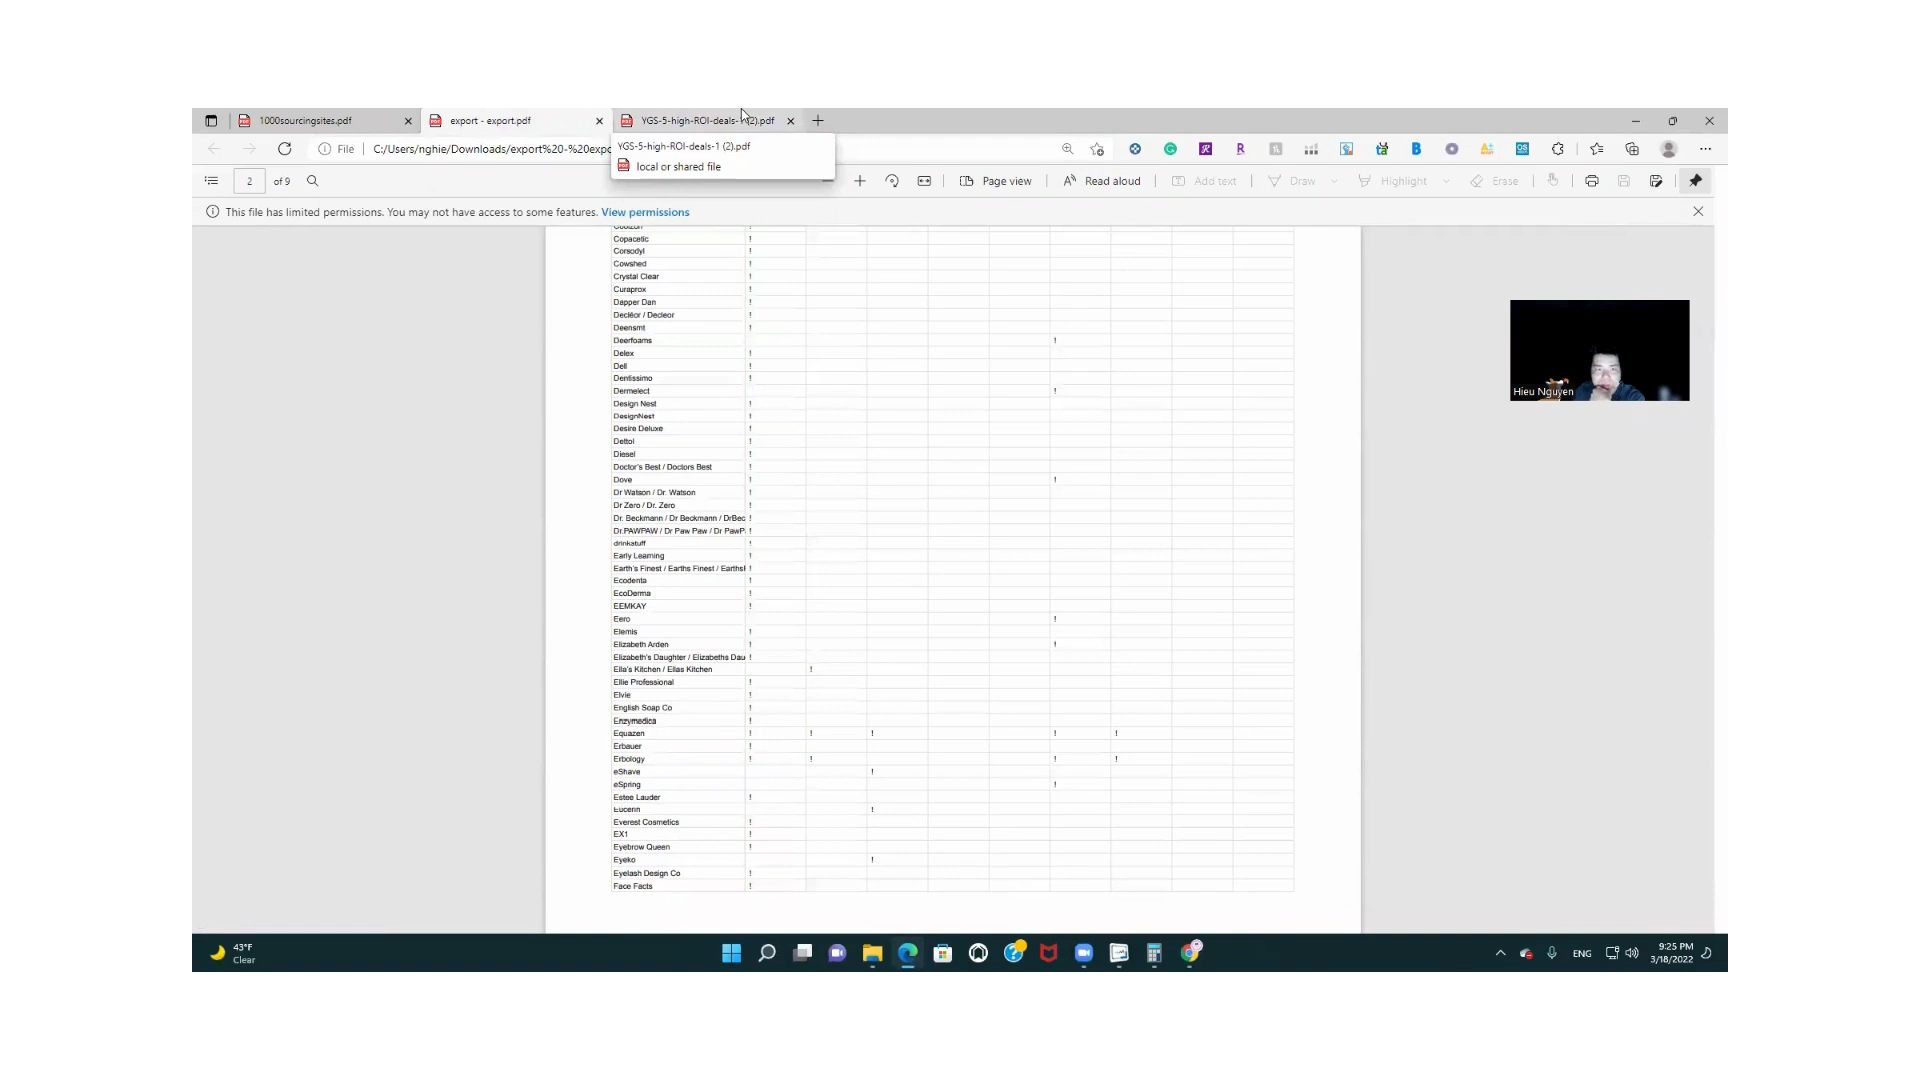 1000sourcingsites.pdf
export - export.pdf
YGS-5-high-ROI-deals-1 (2).pdf
File
C:/Users/nghie/Downloads/export%20-%20expo
YGS-5-high-ROI-deals-1 (2).pdf
local or shared file
2
of 9
Page view
Read aloud
Add text
Draw
Highlight
Erase
This file has limited permissions. You may not have access to some features. View permissions
Copacetic !
Corsodyl !
Cowshed !
Crystal Clear !
Curaprox !
Dapper Dan !
Decléor / Decleor !
Deensmt !
Deerfoams !
Delex !
Dell !
Dentissimo !
Dermelect !
Design Nest !
DesignNest !
Desire Deluxe !
Dettol !
Diesel !
Doctor's Best / Doctors Best !
Dove ! !
Dr Watson / Dr. Watson !
Dr Zero / Dr. Zero !
Dr. Beckmann / Dr Beckmann / DrBec !
Dr.PAWPAW / Dr Paw Paw / Dr PawP !
drinkstuff !
Early Learning !
Earth's Finest / Earths Finest / Earthsl !
Ecodenta !
EcoDerma !
EEMKAY !
Eero !
Elemis !
Elizabeth Arden ! !
Elizabeth's Daughter / Elizabeths Dau !
Ella's Kitchen / Ellas Kitchen !
Ellie Professional !
Elvie !
English Soap Co !
Enzymedica !
Equazen ! ! ! ! !
Erbauer !
Erbology ! ! ! !
eShave !
eSpring !
Estee Lauder !
Eucerin !
Everest Cosmetics !
EX1 !
Eyebrow Queen !
Eyeko !
Eyelash Design Co !
Face Facts !
Hieu Nguyen
43°F
Clear
ENG
9:25 PM
3/18/2022